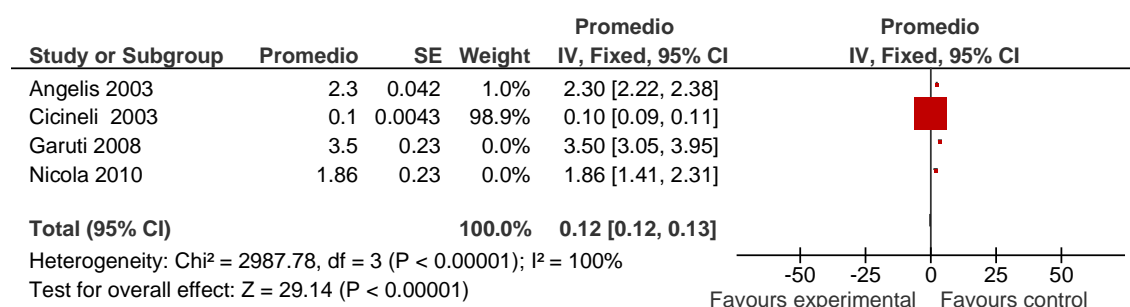 Promedio Promedio
Study or Subgroup Promedio SE Weight IV, Fixed, 95% CI IV, Fixed, 95% CI
Angelis 2003 2.3 0.042 1.0% 2.30 [2.22, 2.38]
Cicineli 2003 0.1 0.0043 98.9% 0.10 [0.09, 0.11]
Garuti 2008 3.5 0.23 0.0% 3.50 [3.05, 3.95]
Nicola 2010 1.86 0.23 0.0% 1.86 [1.41, 2.31]
Total (95% CI) 100.0% 0.12 [0.12, 0.13]
Heterogeneity: Chi² = 2987.78, df = 3 (P < 0.00001); I² = 100%
Test for overall effect: Z = 29.14 (P < 0.00001)
-50 -25 0 25 50
Favours experimental Favours control